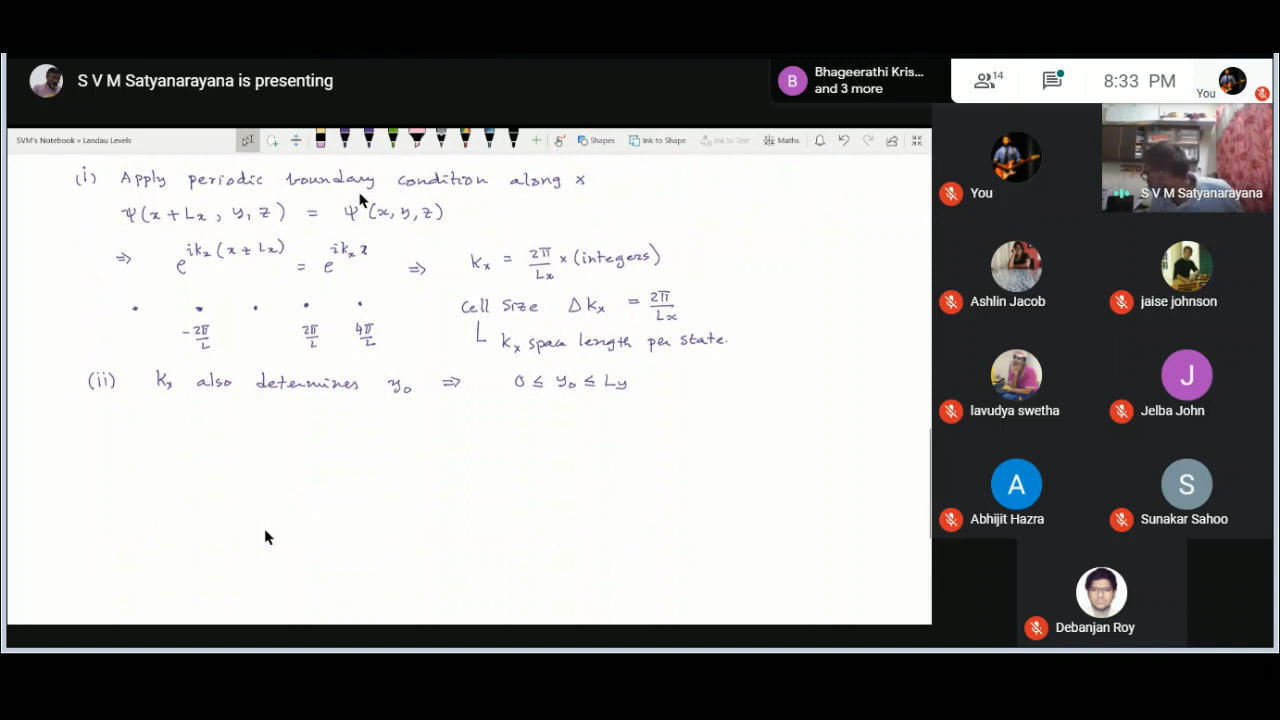 S V M Satyanarayana is presenting
Bhageerathi Kris...
and 3 more
14
8:33 PM
You
SVM's Notebook » Landau Levels
Shapes
Ink to Shape
Ink to Text
Maths
(i) Apply periodic boundary condition along x
Ψ(x + Lx, y, z) = Ψ(x, y, z)
⇒ e^{ikx(x + Lx)} = e^{ikx x} ⇒ kx = 2π/Lx × (integers)
Cell Size Δkx = 2π/Lx
-2π/L 2π/L 4π/L
kx space length per state.
(ii) kx also determines y0 ⇒ 0 ≤ y0 ≤ Ly
You
S V M Satyanarayana
Ashlin Jacob
jaise johnson
lavudya swetha
J
Jelba John
A
Abhijit Hazra
S
Sunakar Sahoo
Debanjan Roy
B